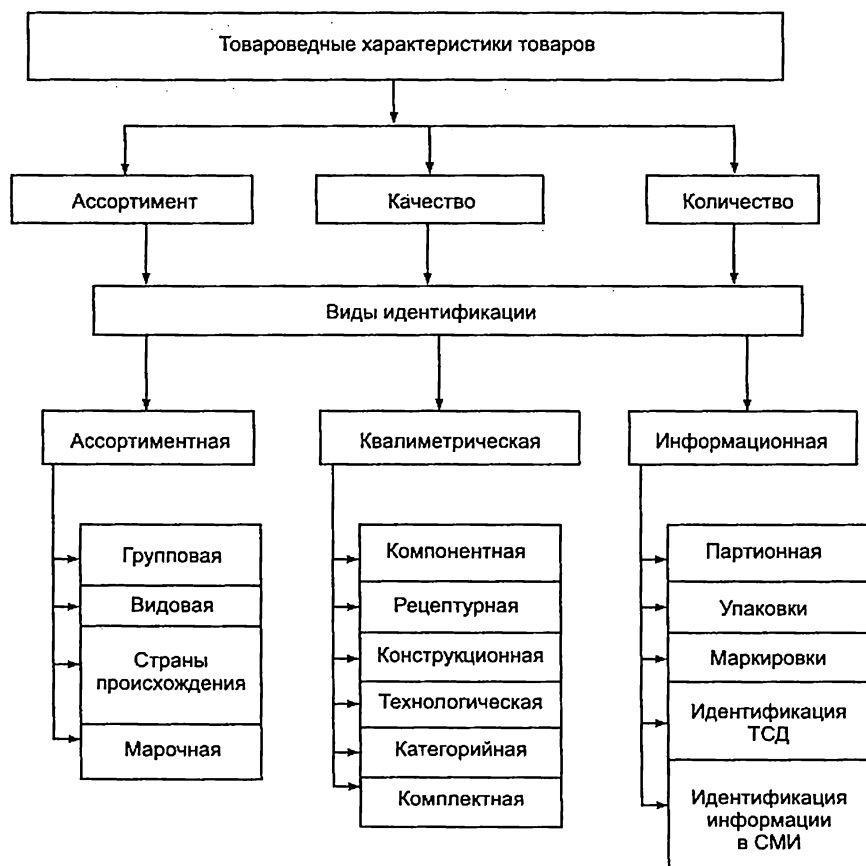 Товароведные характеристики товаров
Ассортимент
Качество
Количество
Виды идентификации
Ассортиментная
Квалиметрическая
Информационная
Групповая
Видовая
Страны
происхождения
Марочная
Компонентная
Рецептурная
Конструкционная
Технологическая
Категорийная
Комплектная
Партионная
Упаковки
Маркировки
Идентификация
ТСД
Идентификация
информации
в СМИ